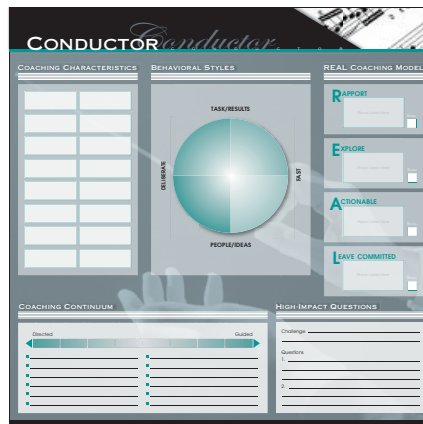 CONDUCTOR
Conductor
COACHING CHARACTERISTICS
BEHAVIORAL STYLES
REAL COACHING MODEL
TASK/RESULTS
DELIBERATE
FAST
PEOPLE/IDEAS
RAPPORT
EXPLORE
ACTIONABLE
LEAVE COMMITTED
COACHING CONTINUUM
Directed
Guided
HIGH-IMPACT QUESTIONS
Challenge
Questions
1.
2.